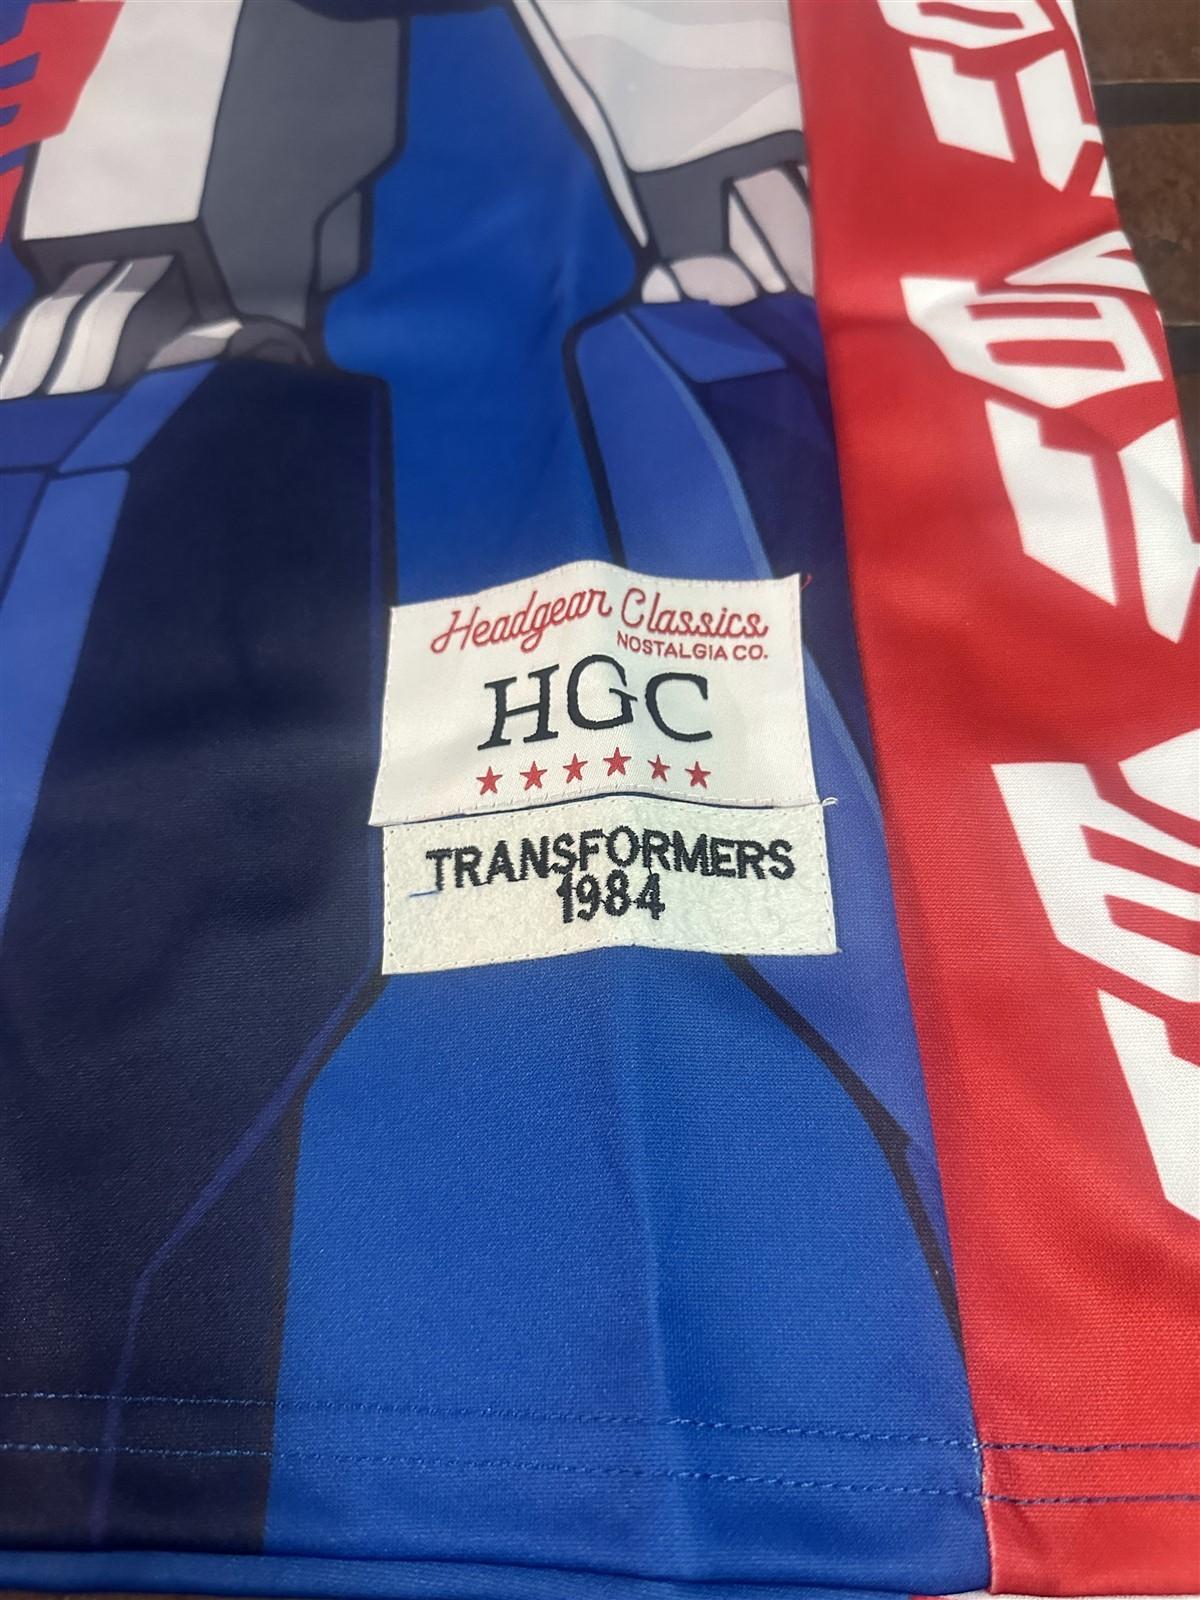 Headgear Classics
NOSTALGIA CO.
HGC
TRANSFORMERS
1984